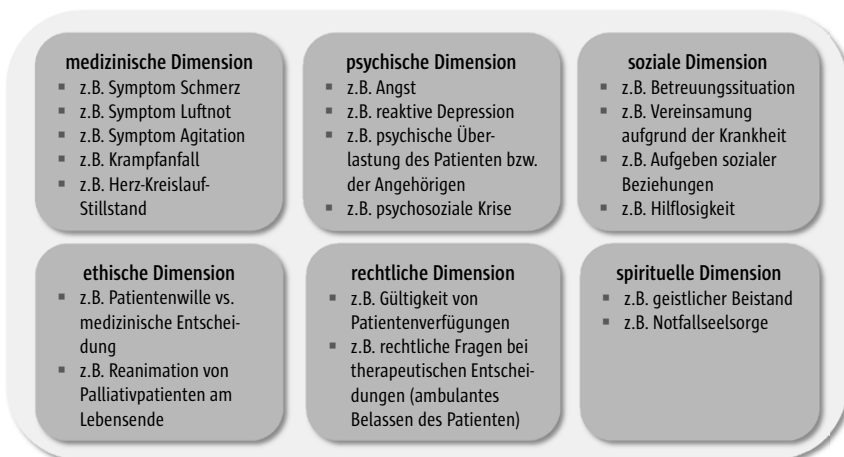 medizinische Dimension
▪ z.B. Symptom Schmerz
▪ z.B. Symptom Luftnot
▪ z.B. Symptom Agitation
▪ z.B. Krampfanfall
▪ z.B. Herz-Kreislauf-
Stillstand
psychische Dimension
▪ z.B. Angst
▪ z.B. reaktive Depression
▪ z.B. psychische Über-
lastung des Patienten bzw.
der Angehörigen
▪ z.B. psychosoziale Krise
soziale Dimension
▪ z.B. Betreuungssituation
▪ z.B. Vereinsamung
aufgrund der Krankheit
▪ z.B. Aufgeben sozialer
Beziehungen
▪ z.B. Hilflosigkeit
ethische Dimension
▪ z.B. Patientenwille vs.
medizinische Entschei-
dung
▪ z.B. Reanimation von
Palliativpatienten am
Lebensende
rechtliche Dimension
▪ z.B. Gültigkeit von
Patientenverfügungen
▪ z.B. rechtliche Fragen bei
therapeutischen Entschei-
dungen (ambulantes
Belassen des Patienten)
spirituelle Dimension
▪ z.B. geistlicher Beistand
▪ z.B. Notfallseelsorge